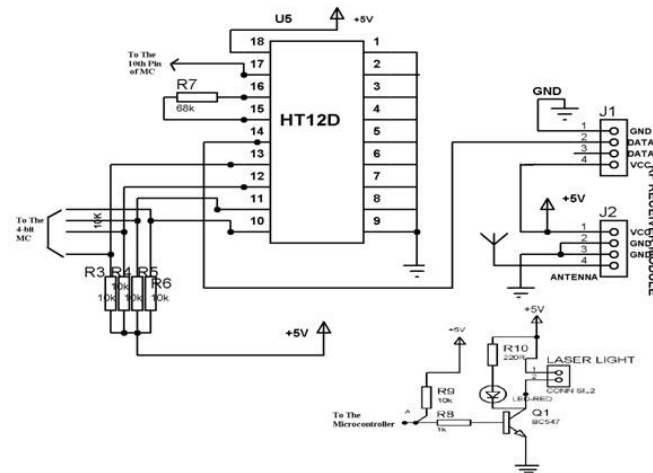 U5
+5V
To The
10th Pin
of MC
18
17
16
15
14
13
12
11
10
HT12D
1
2
3
4
5
6
7
8
9
R7
68k
GND
J1
1 GND
2 DATA
3 DATA
4 VCC
RF RECEIVER MODULE
+5V
J2
1 VCC
2 GND
3 GND
4
ANTENNA
To The
4-bit
MC
10K
R3 R4 R5 R6
10k 10k 10k 10k
+5V
+5V
+5V
R10
220R
LASER LIGHT
1
2
CONN SIL2
LED-RED
R9
10k
To The
Microcontroller
A
R8
1k
Q1
BC547